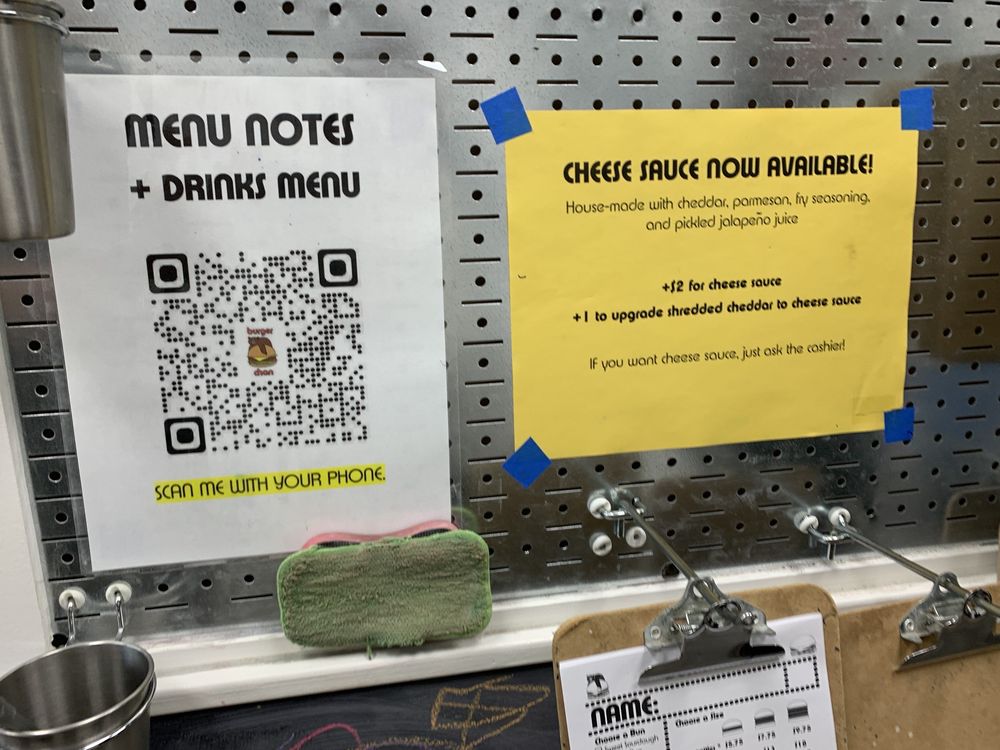 MENU NOTES
+ DRINKS MENU
burger
chan
SCAN ME WITH YOUR PHONE.
CHEESE SAUCE NOW AVAILABLE!
House-made with cheddar, parmesan, fry seasoning,
and pickled jalapeño juice
+$2 for cheese sauce
+1 to upgrade shredded cheddar to cheese sauce
IF you want cheese sauce, just ask the cashier!
NAME:
Choose a Size
Choose a Bun